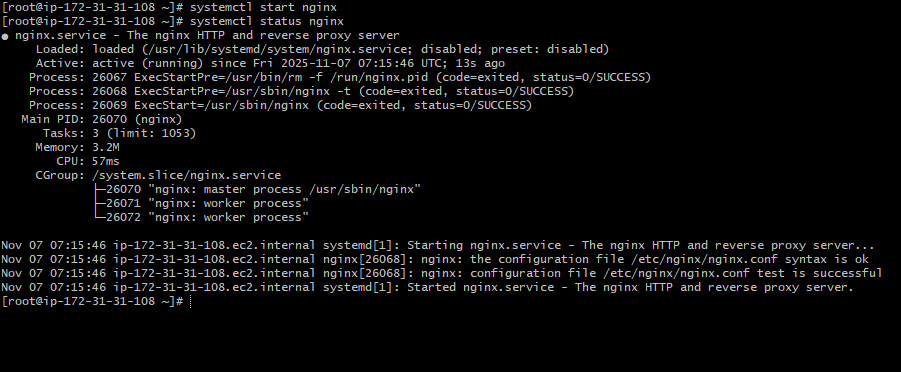 [root@ip-172-31-31-108 ~]# systemctl start nginx
[root@ip-172-31-31-108 ~]# systemctl status nginx
● nginx.service - The nginx HTTP and reverse proxy server
     Loaded: loaded (/usr/lib/systemd/system/nginx.service; disabled; preset: disabled)
     Active: active (running) since Fri 2025-11-07 07:15:46 UTC; 13s ago
    Process: 26067 ExecStartPre=/usr/bin/rm -f /run/nginx.pid (code=exited, status=0/SUCCESS)
    Process: 26068 ExecStartPre=/usr/sbin/nginx -t (code=exited, status=0/SUCCESS)
    Process: 26069 ExecStart=/usr/sbin/nginx (code=exited, status=0/SUCCESS)
   Main PID: 26070 (nginx)
      Tasks: 3 (limit: 1053)
     Memory: 3.2M
        CPU: 57ms
     CGroup: /system.slice/nginx.service
             ├─26070 "nginx: master process /usr/sbin/nginx"
             ├─26071 "nginx: worker process"
             └─26072 "nginx: worker process"
Nov 07 07:15:46 ip-172-31-31-108.ec2.internal systemd[1]: Starting nginx.service - The nginx HTTP and reverse proxy server...
Nov 07 07:15:46 ip-172-31-31-108.ec2.internal nginx[26068]: nginx: the configuration file /etc/nginx/nginx.conf syntax is ok
Nov 07 07:15:46 ip-172-31-31-108.ec2.internal nginx[26068]: nginx: configuration file /etc/nginx/nginx.conf test is successful
Nov 07 07:15:46 ip-172-31-31-108.ec2.internal systemd[1]: Started nginx.service - The nginx HTTP and reverse proxy server.
[root@ip-172-31-31-108 ~]#